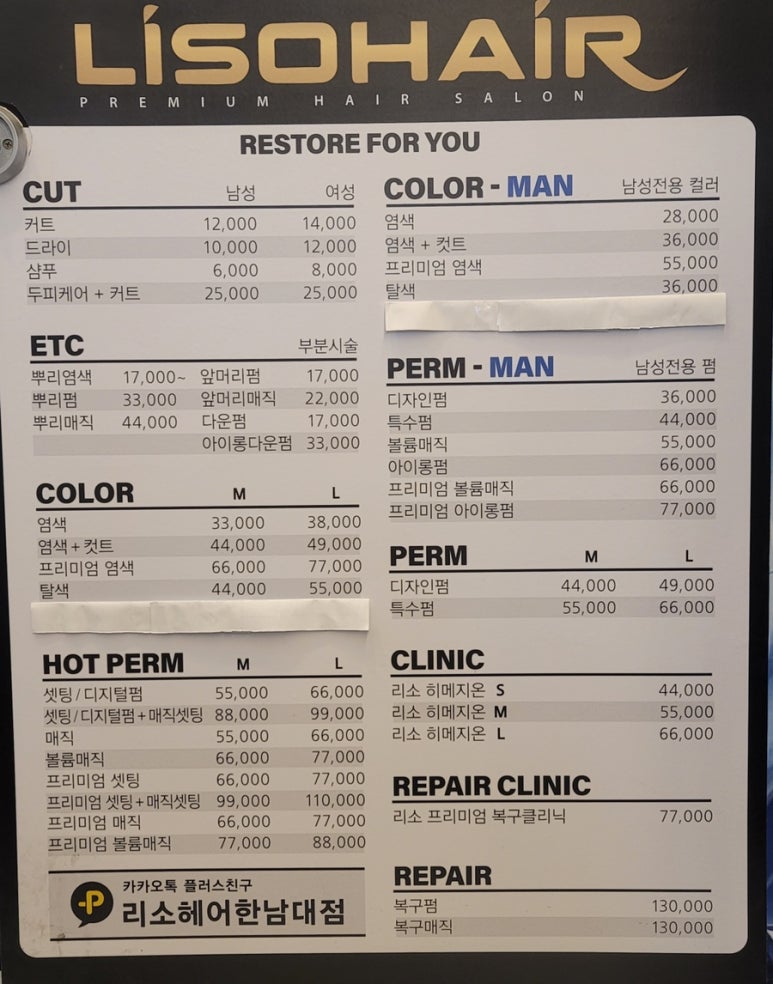 LÍSOHAÍR
PREMIUM HAIR SALON
RESTORE FOR YOU
CUT 남성 여성
커트 12,000 14,000
드라이 10,000 12,000
샴푸 6,000 8,000
두피케어 + 커트 25,000 25,000
ETC 부분시술
뿌리염색 17,000~ 앞머리펌 17,000
뿌리펌 33,000 앞머리매직 22,000
뿌리매직 44,000 다운펌 17,000
아이롱다운펌 33,000
COLOR M L
염색 33,000 38,000
염색+컷트 44,000 49,000
프리미엄 염색 66,000 77,000
탈색 44,000 55,000
HOT PERM M L
셋팅/디지털펌 55,000 66,000
셋팅/디지털펌+매직셋팅 88,000 99,000
매직 55,000 66,000
볼륨매직 66,000 77,000
프리미엄 셋팅 66,000 77,000
프리미엄 셋팅+매직셋팅 99,000 110,000
프리미엄 매직 66,000 77,000
프리미엄 볼륨매직 77,000 88,000
P
카카오톡 플러스친구
리소헤어한남대점
COLOR - MAN 남성전용 컬러
염색 28,000
염색 + 컷트 36,000
프리미엄 염색 55,000
탈색 36,000
PERM - MAN 남성전용 펌
디자인펌 36,000
특수펌 44,000
볼륨매직 55,000
아이롱펌 66,000
프리미엄 볼륨매직 66,000
프리미엄 아이롱펌 77,000
PERM M L
디자인펌 44,000 49,000
특수펌 55,000 66,000
CLINIC
리소 히메지온 S 44,000
리소 히메지온 M 55,000
리소 히메지온 L 66,000
REPAIR CLINIC
리소 프리미엄 복구클리닉 77,000
REPAIR
복구펌 130,000
복구매직 130,000